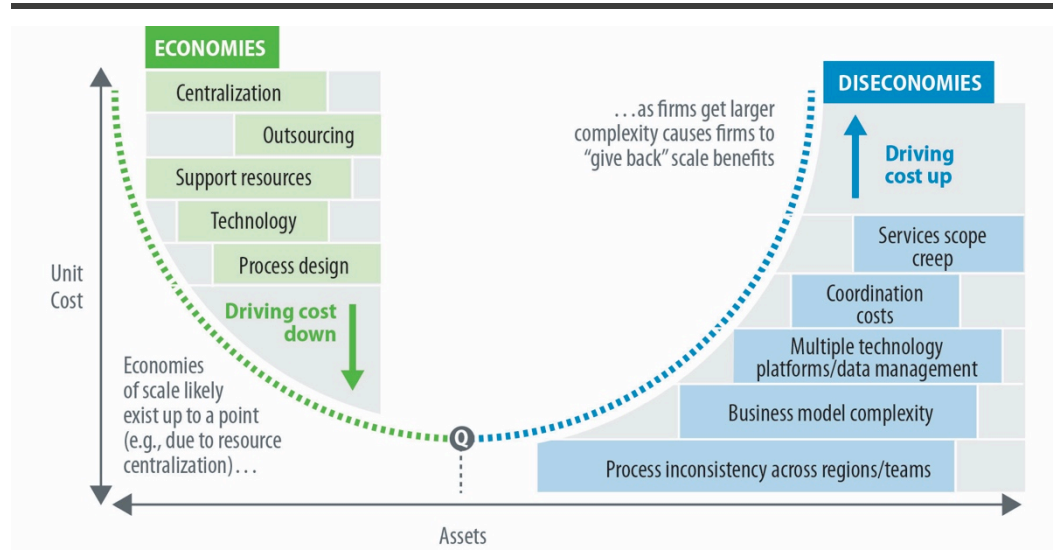 ECONOMIES
Centralization
Outsourcing
Support resources
Technology
Process design
Driving cost
down
Unit
Cost
Economies
of scale likely
exist up to a point
(e.g., due to resource
centralization)…
Q
Assets
…as firms get larger
complexity causes firms to
“give back” scale benefits
DISECONOMIES
Driving
cost up
Services scope
creep
Coordination
costs
Multiple technology
platforms/data management
Business model complexity
Process inconsistency across regions/teams